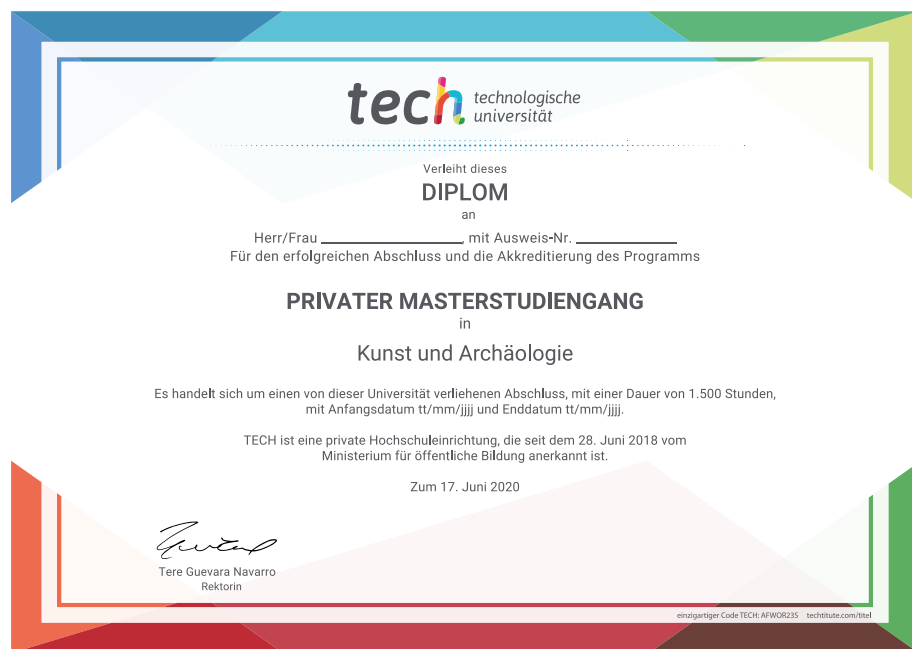 tech technologische
universität
Verleiht dieses
DIPLOM
an
Herr/Frau ____________, mit Ausweis-Nr. ____________
Für den erfolgreichen Abschluss und die Akkreditierung des Programms
PRIVATER MASTERSTUDIENGANG
in
Kunst und Archäologie
Es handelt sich um einen von dieser Universität verliehenen Abschluss, mit einer Dauer von 1.500 Stunden,
mit Anfangsdatum tt/mm/jjjj und Enddatum tt/mm/jjjj.
TECH ist eine private Hochschuleinrichtung, die seit dem 28. Juni 2018 vom
Ministerium für öffentliche Bildung anerkannt ist.
Zum 17. Juni 2020
Tere Guevara Navarro
Rektorin
einzigartiger Code TECH: AFWOR23S techtitute.com/titel